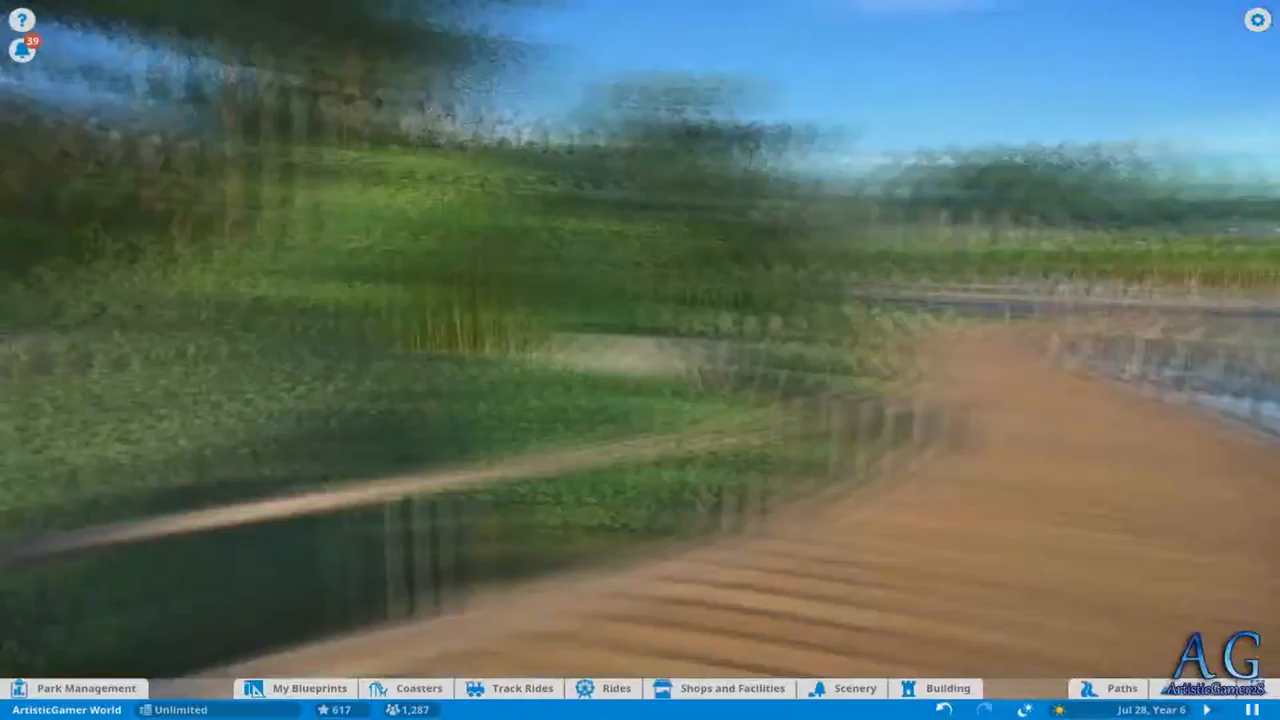 ?
39
AG
ArtisticGamer28
Park Management
My Blueprints
Coasters
Track Rides
Rides
Shops and Facilities
Scenery
Building
Paths
ArtisticGamer World
Unlimited
617
1,287
Jul 28, Year 6